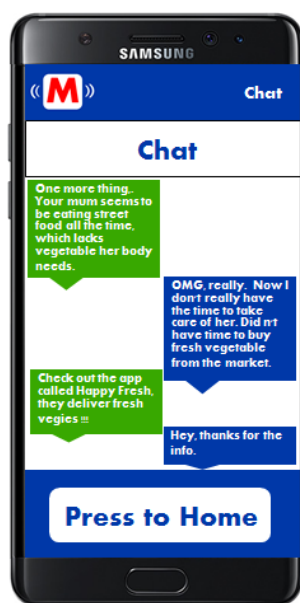 SAMSUNG
M
Chat
Chat
One more thing,.
Your mum seems to
be eating street
food all the time,
which lacks
vegetable her body
needs.
OMG, really. Now I
don't really have
the time to take
care of her. Did n't
have time to buy
fresh vegetable
from the market.
Check out the app
called Happy Fresh,
they deliver fresh
vegies !!!
Hey, thanks for the
info.
Press to Home